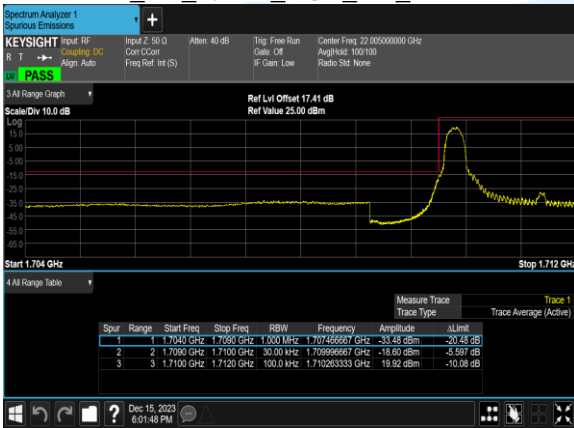 Spectrum Analyzer 1
Spurious Emissions
+
KEYSIGHT Input: RF Input Z: 50 Ω Atten: 40 dB Trig: Free Run Center Freq: 22.005000000 GHz
R T Coupling: DC Corr CCorr Gate: Off Avg|Hold: 100/100
Align: Auto Freq Ref: Int (S) IF Gain: Low Radio Std: None
PASS
3 All Range Graph
Ref Lvl Offset 17.41 dB
Scale/Div 10.0 dB Ref Value 25.00 dBm
Log
15.0
5.00
-5.00
-15.0
-25.0
-35.0
-45.0
-55.0
-65.0
Start 1.704 GHz Stop 1.712 GHz
4 All Range Table
Measure Trace Trace 1
Trace Type Trace Average (Active)
Spur Range Start Freq Stop Freq RBW Frequency Amplitude ΔLimit
1 1 1.7040 GHz 1.7090 GHz 1.000 MHz 1.707466667 GHz -33.48 dBm -20.48 dB
2 2 1.7090 GHz 1.7100 GHz 30.00 kHz 1.709996667 GHz -18.60 dBm -5.597 dB
3 3 1.7100 GHz 1.7120 GHz 100.0 kHz 1.710263333 GHz 19.92 dBm -10.08 dB
? Dec 15, 2023
6:01:48 PM